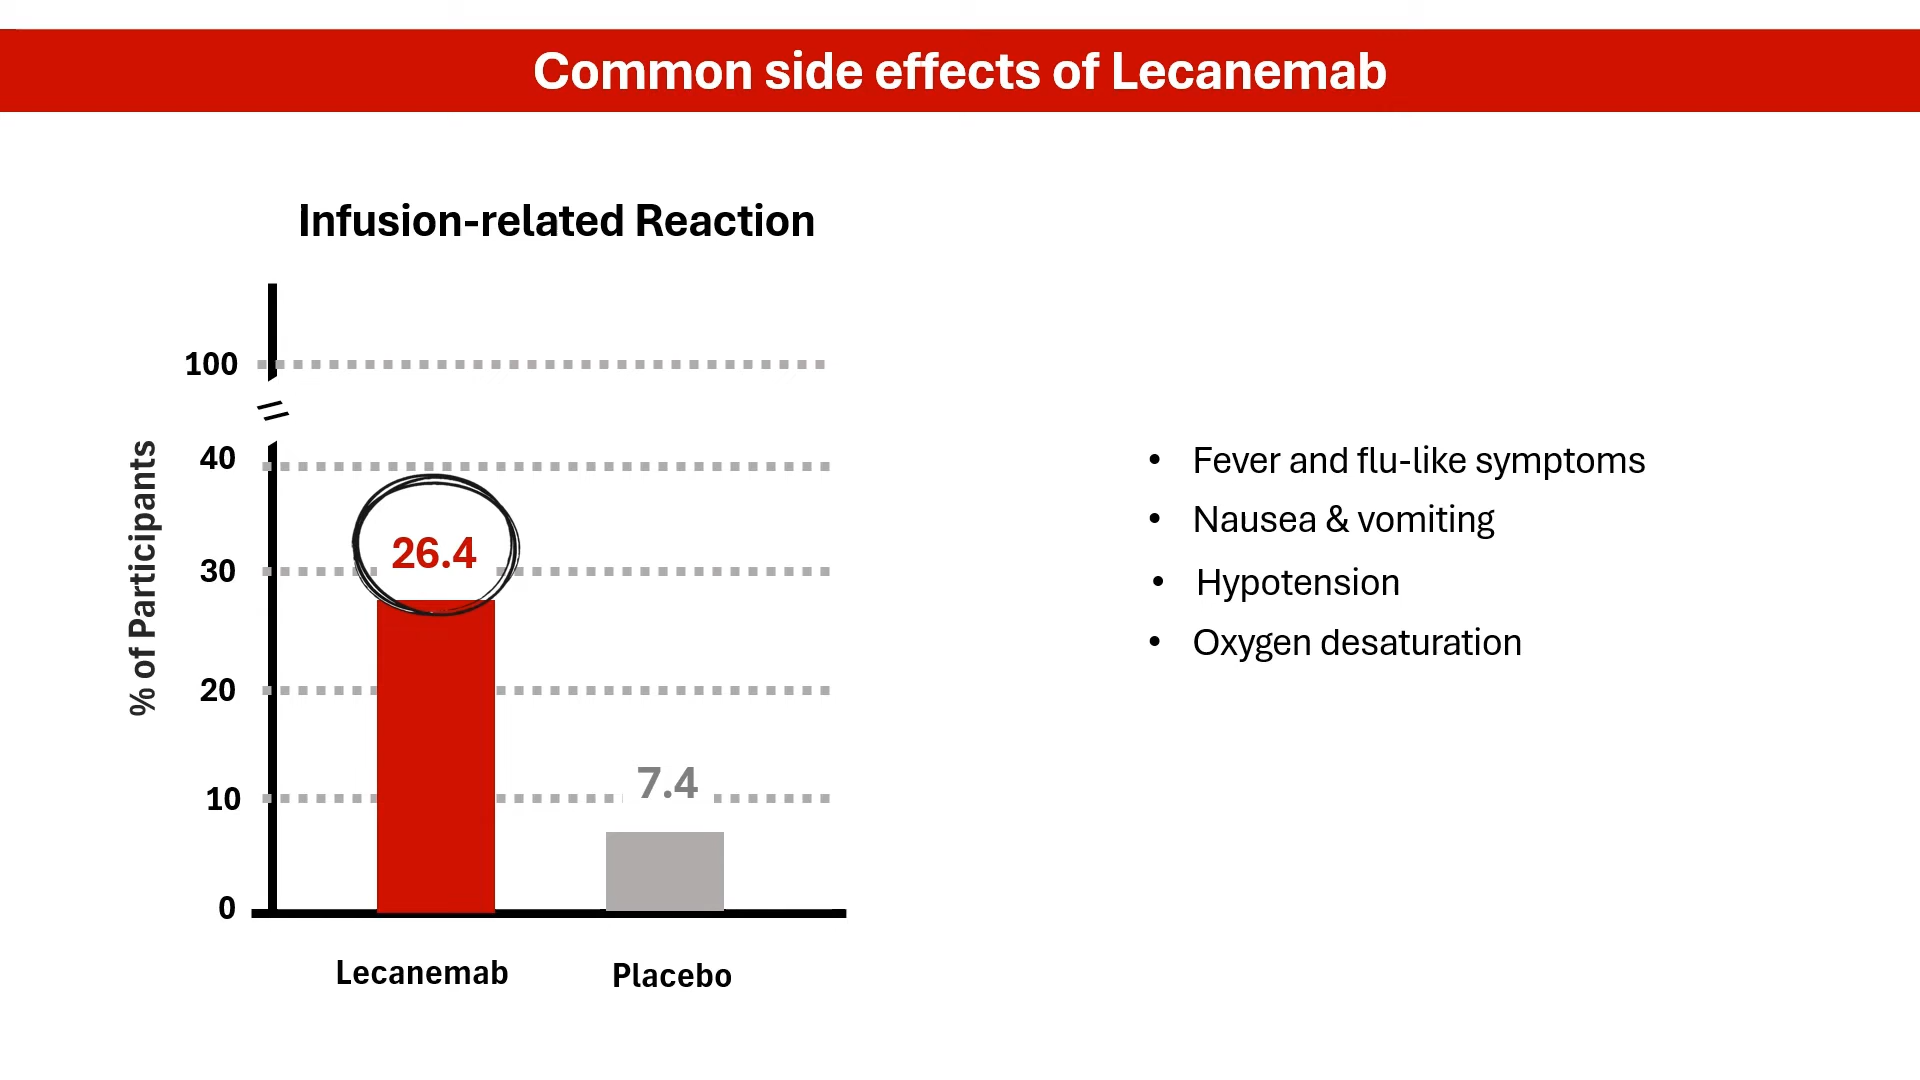 Common side effects of Lecanemab
Infusion-related Reaction
% of Participants
100
40
30
20
10
0
26.4
7.4
Lecanemab
Placebo
• Fever and flu-like symptoms
• Nausea & vomiting
• Hypotension
• Oxygen desaturation